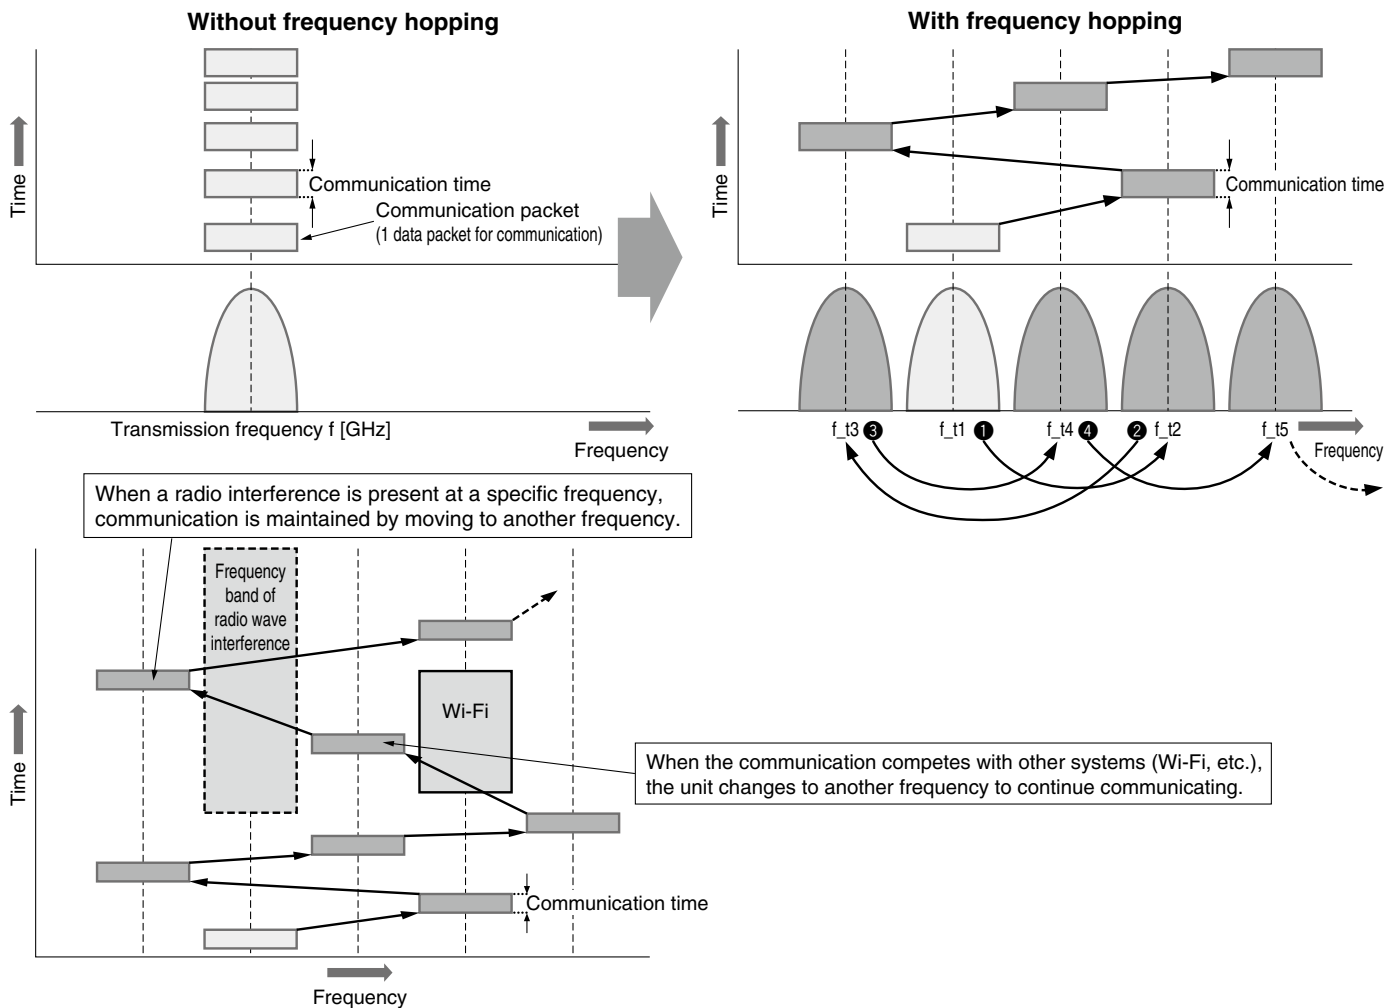 Without frequency hopping
Time
Communication time
Communication packet
(1 data packet for communication)
Transmission frequency f [GHz]
Frequency
With frequency hopping
Time
Communication time
f_t3 ❸ f_t1 ❶ f_t4 ❹ ❷ f_t2 f_t5
Frequency
When a radio interference is present at a specific frequency,
communication is maintained by moving to another frequency.
Frequency
band of
radio wave
interference
Wi-Fi
Time
When the communication competes with other systems (Wi-Fi, etc.),
the unit changes to another frequency to continue communicating.
Communication time
Frequency